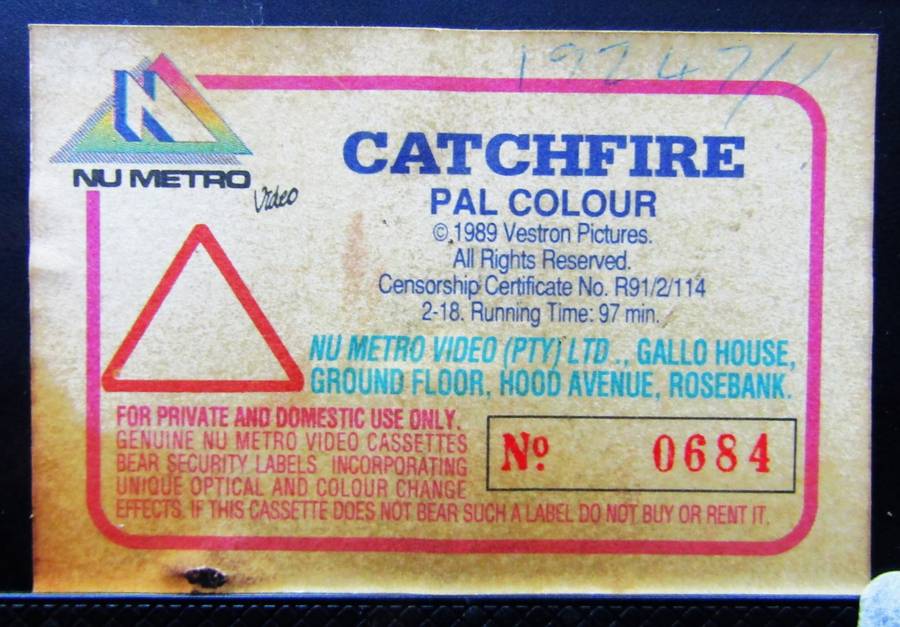 19247/1
NU METRO
Video
CATCHFIRE
PAL COLOUR
© 1989 Vestron Pictures.
All Rights Reserved.
Censorship Certificate No. R91/2/114
2-18. Running Time: 97 min.
NU METRO VIDEO (PTY) LTD.., GALLO HOUSE,
GROUND FLOOR, HOOD AVENUE, ROSEBANK.
FOR PRIVATE AND DOMESTIC USE ONLY.
GENUINE NU METRO VIDEO CASSETTES
BEAR SECURITY LABELS INCORPORATING
UNIQUE OPTICAL AND COLOUR CHANGE
EFFECTS. IF THIS CASSETTE DOES NOT BEAR SUCH A LABEL DO NOT BUY OR RENT IT.
Nº 0684